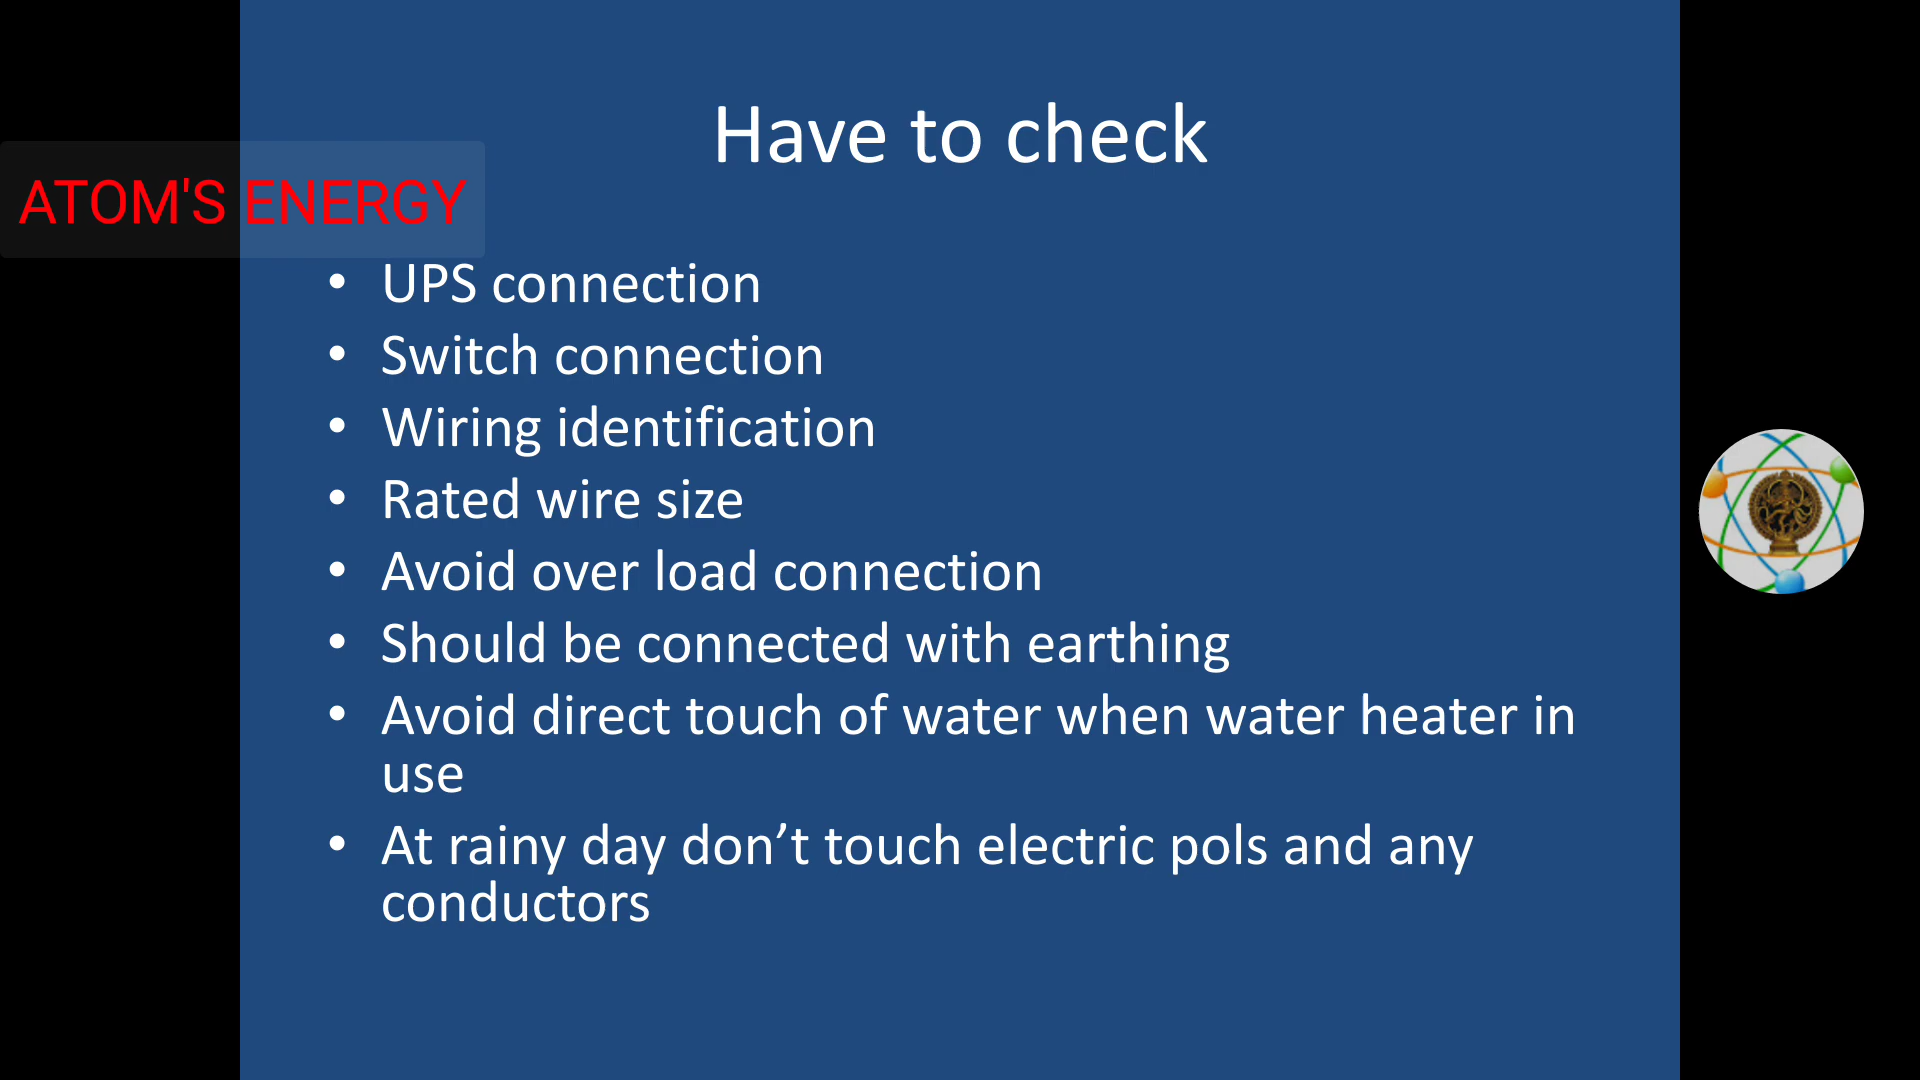 Have to check
ATOM'S ENERGY
• UPS connection
• Switch connection
• Wiring identification
• Rated wire size
• Avoid over load connection
• Should be connected with earthing
• Avoid direct touch of water when water heater in
use
• At rainy day don’t touch electric pols and any
conductors